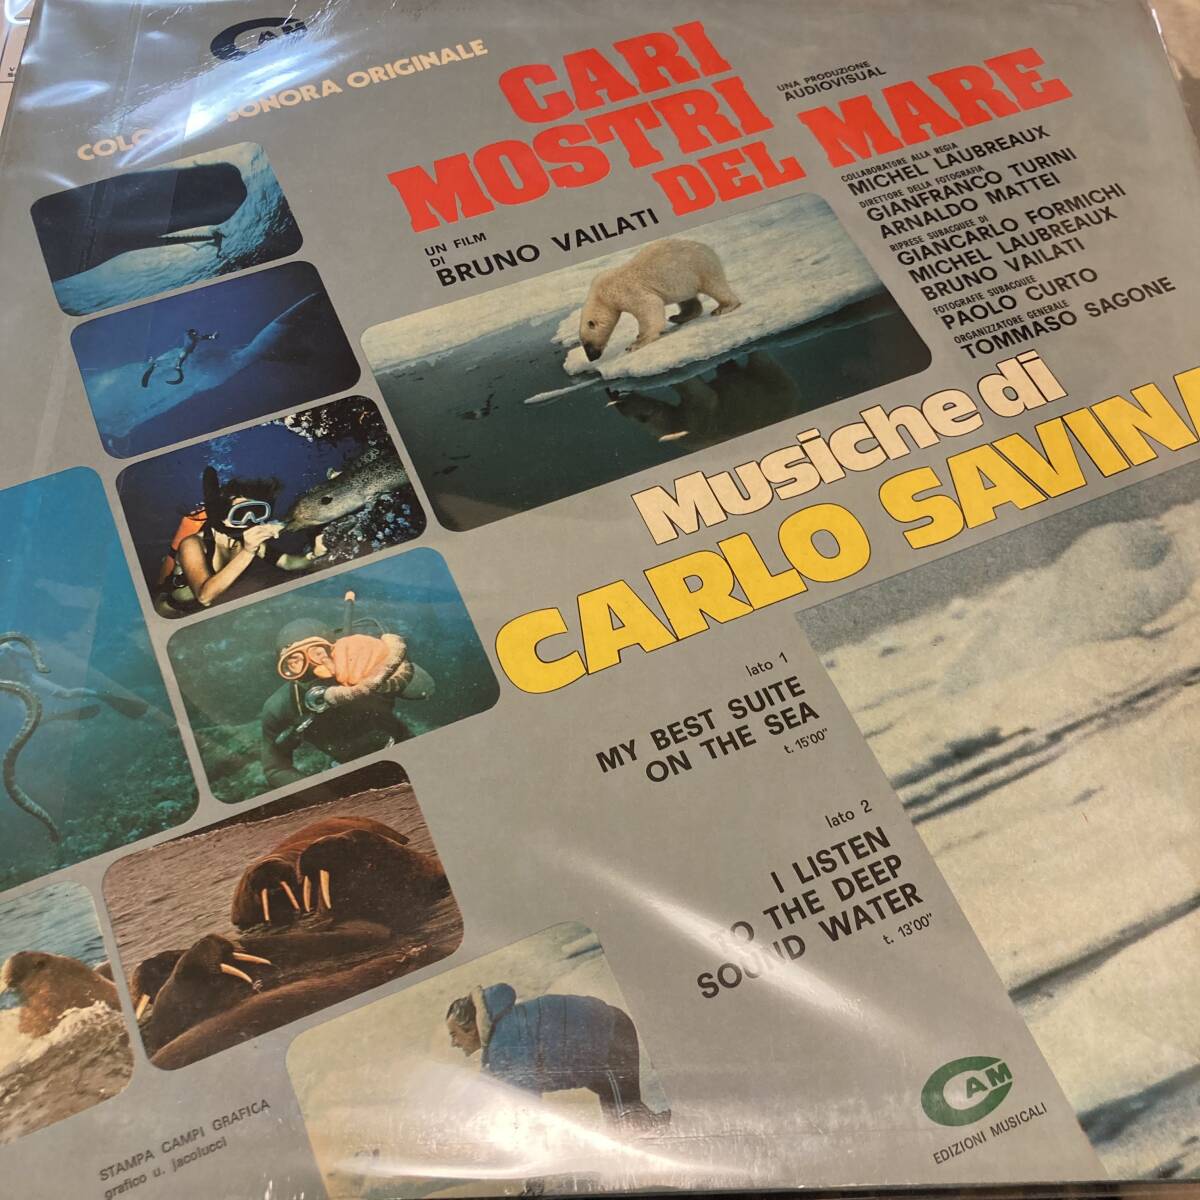 CAM
COLO SONORA ORIGINALE
CARI
MOSTRI
DEL MARE
UN FILM
DI
BRUNO VAILATI
UNA PRODUZIONE
AUDIOVISUAL
COLLABORATORE ALLA REGIA
MICHEL LAUBREAUX
DIRETTORE DELLA FOTOGRAFIA
GIANFRANCO TURINI
ARNALDO MATTEI
RIPRESE SUBACQUEE DI
GIANCARLO FORMICHI
MICHEL LAUBREAUX
BRUNO VAILATI
FOTOGRAFIE SUBACQUEE
PAOLO CURTO
ORGANIZZATORE GENERALE
TOMMASO SAGONE
Musiche di
CARLO SAVINA
lato 1
MY BEST SUITE
ON THE SEA
t. 15'00"
lato 2
I LISTEN
TO THE DEEP
SOUND WATER
t. 13'00"
CAM
EDIZIONI MUSICALI
STAMPA CAMPI GRAFICA
grafico u. jacolucci